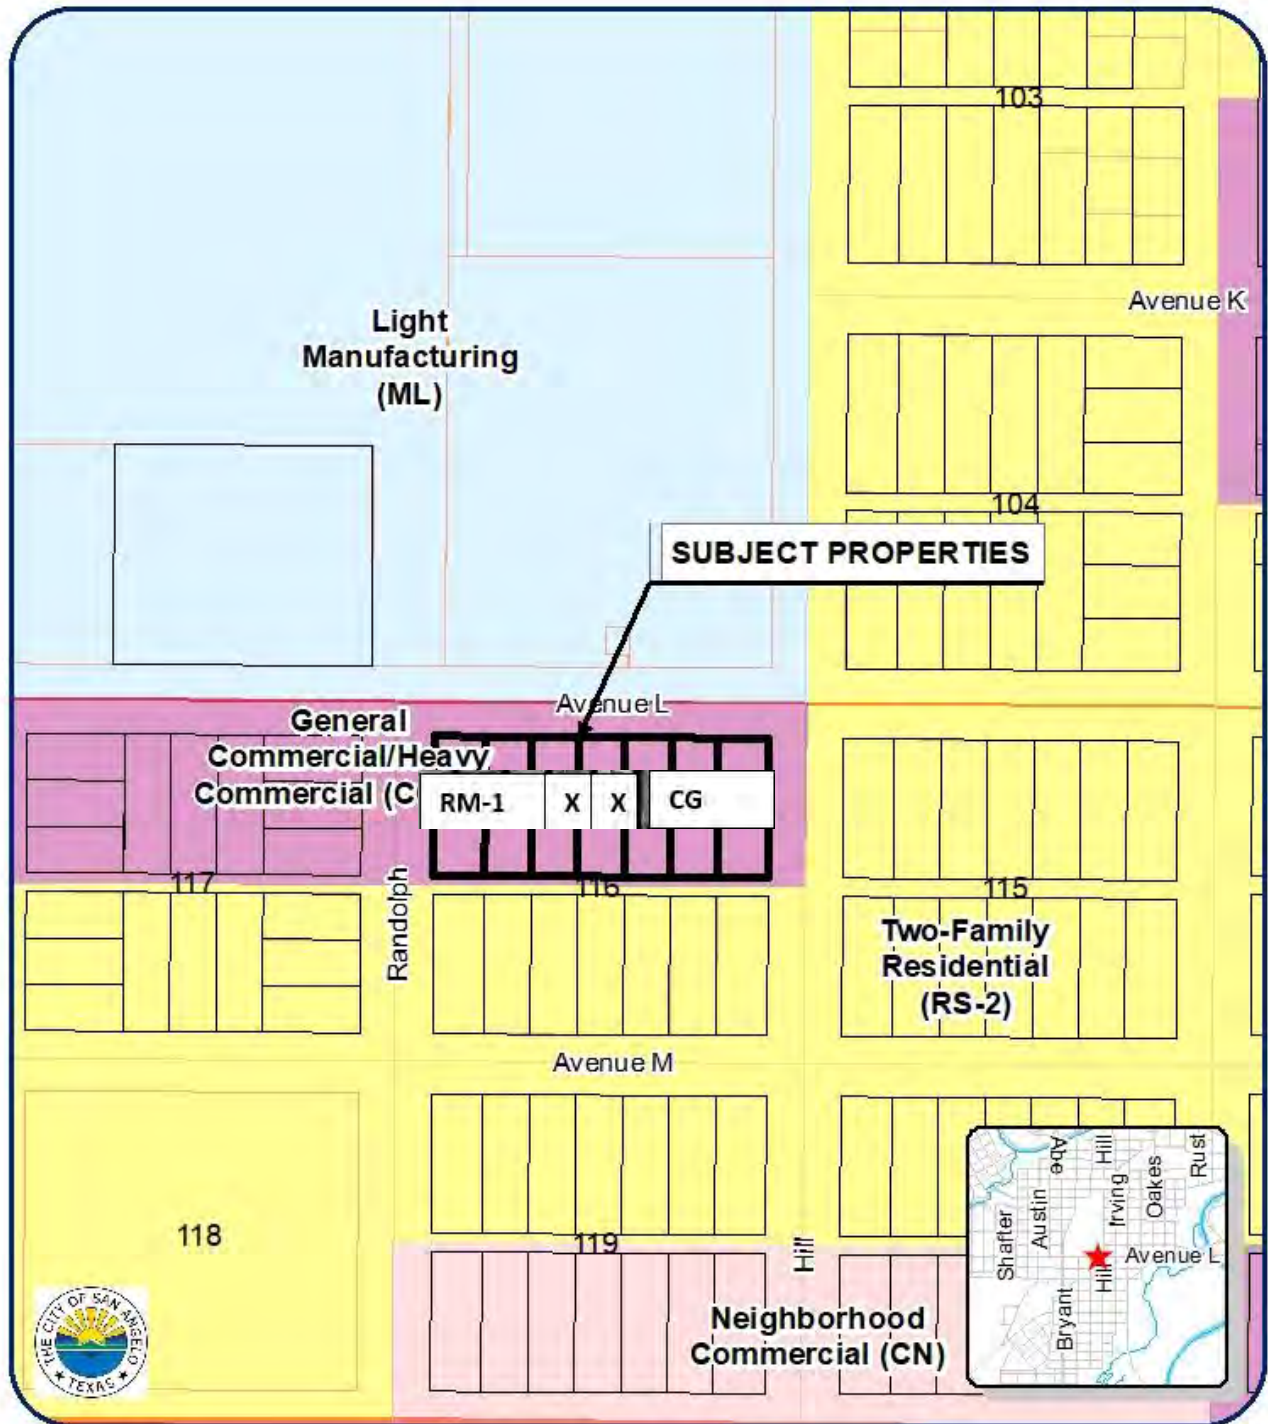 103
Avenue K
Light
Manufacturing
(ML)
104
SUBJECT PROPERTIES
Avenue L
General
Commercial/Heavy
Commercial (C
RM-1
X
X
CG
117
116
115
Randolph
Two-Family
Residential
(RS-2)
Avenue M
118
119
Hill
Neighborhood
Commercial (CN)
Abe
Hill
Rust
Irving
Oakes
Austin
Shafter
Avenue L
Hill
Bryant
THE CITY OF SAN ANGELO
TEXAS